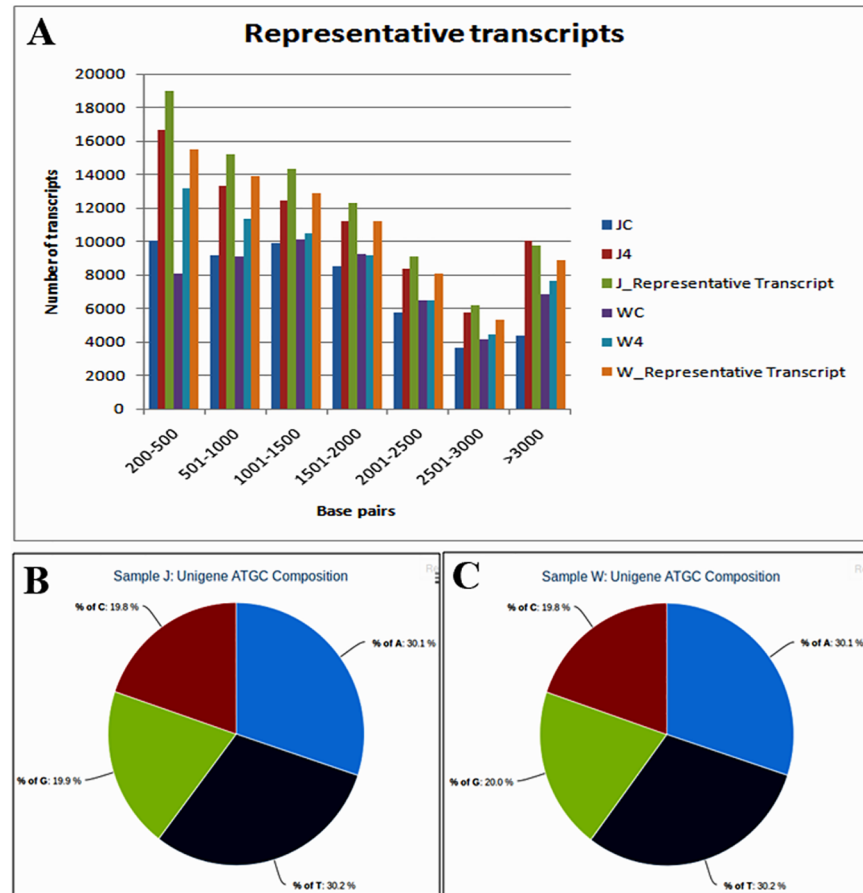 A
Representative transcripts
Number of transcripts
20000
18000
16000
14000
12000
10000
8000
6000
4000
2000
0
200-500
501-1000
1001-1500
1501-2000
2001-2500
2501-3000
>3000
Base pairs
JC
J4
J_Representative Transcript
WC
W4
W_Representative Transcript
B
Sample J: Unigene ATGC Composition
% of C: 19.8 %
% of A: 30.1 %
% of G: 19.9 %
% of T: 30.2 %
C
Sample W: Unigene ATGC Composition
% of C: 19.8 %
% of A: 30.1 %
% of G: 20.0 %
% of T: 30.2 %